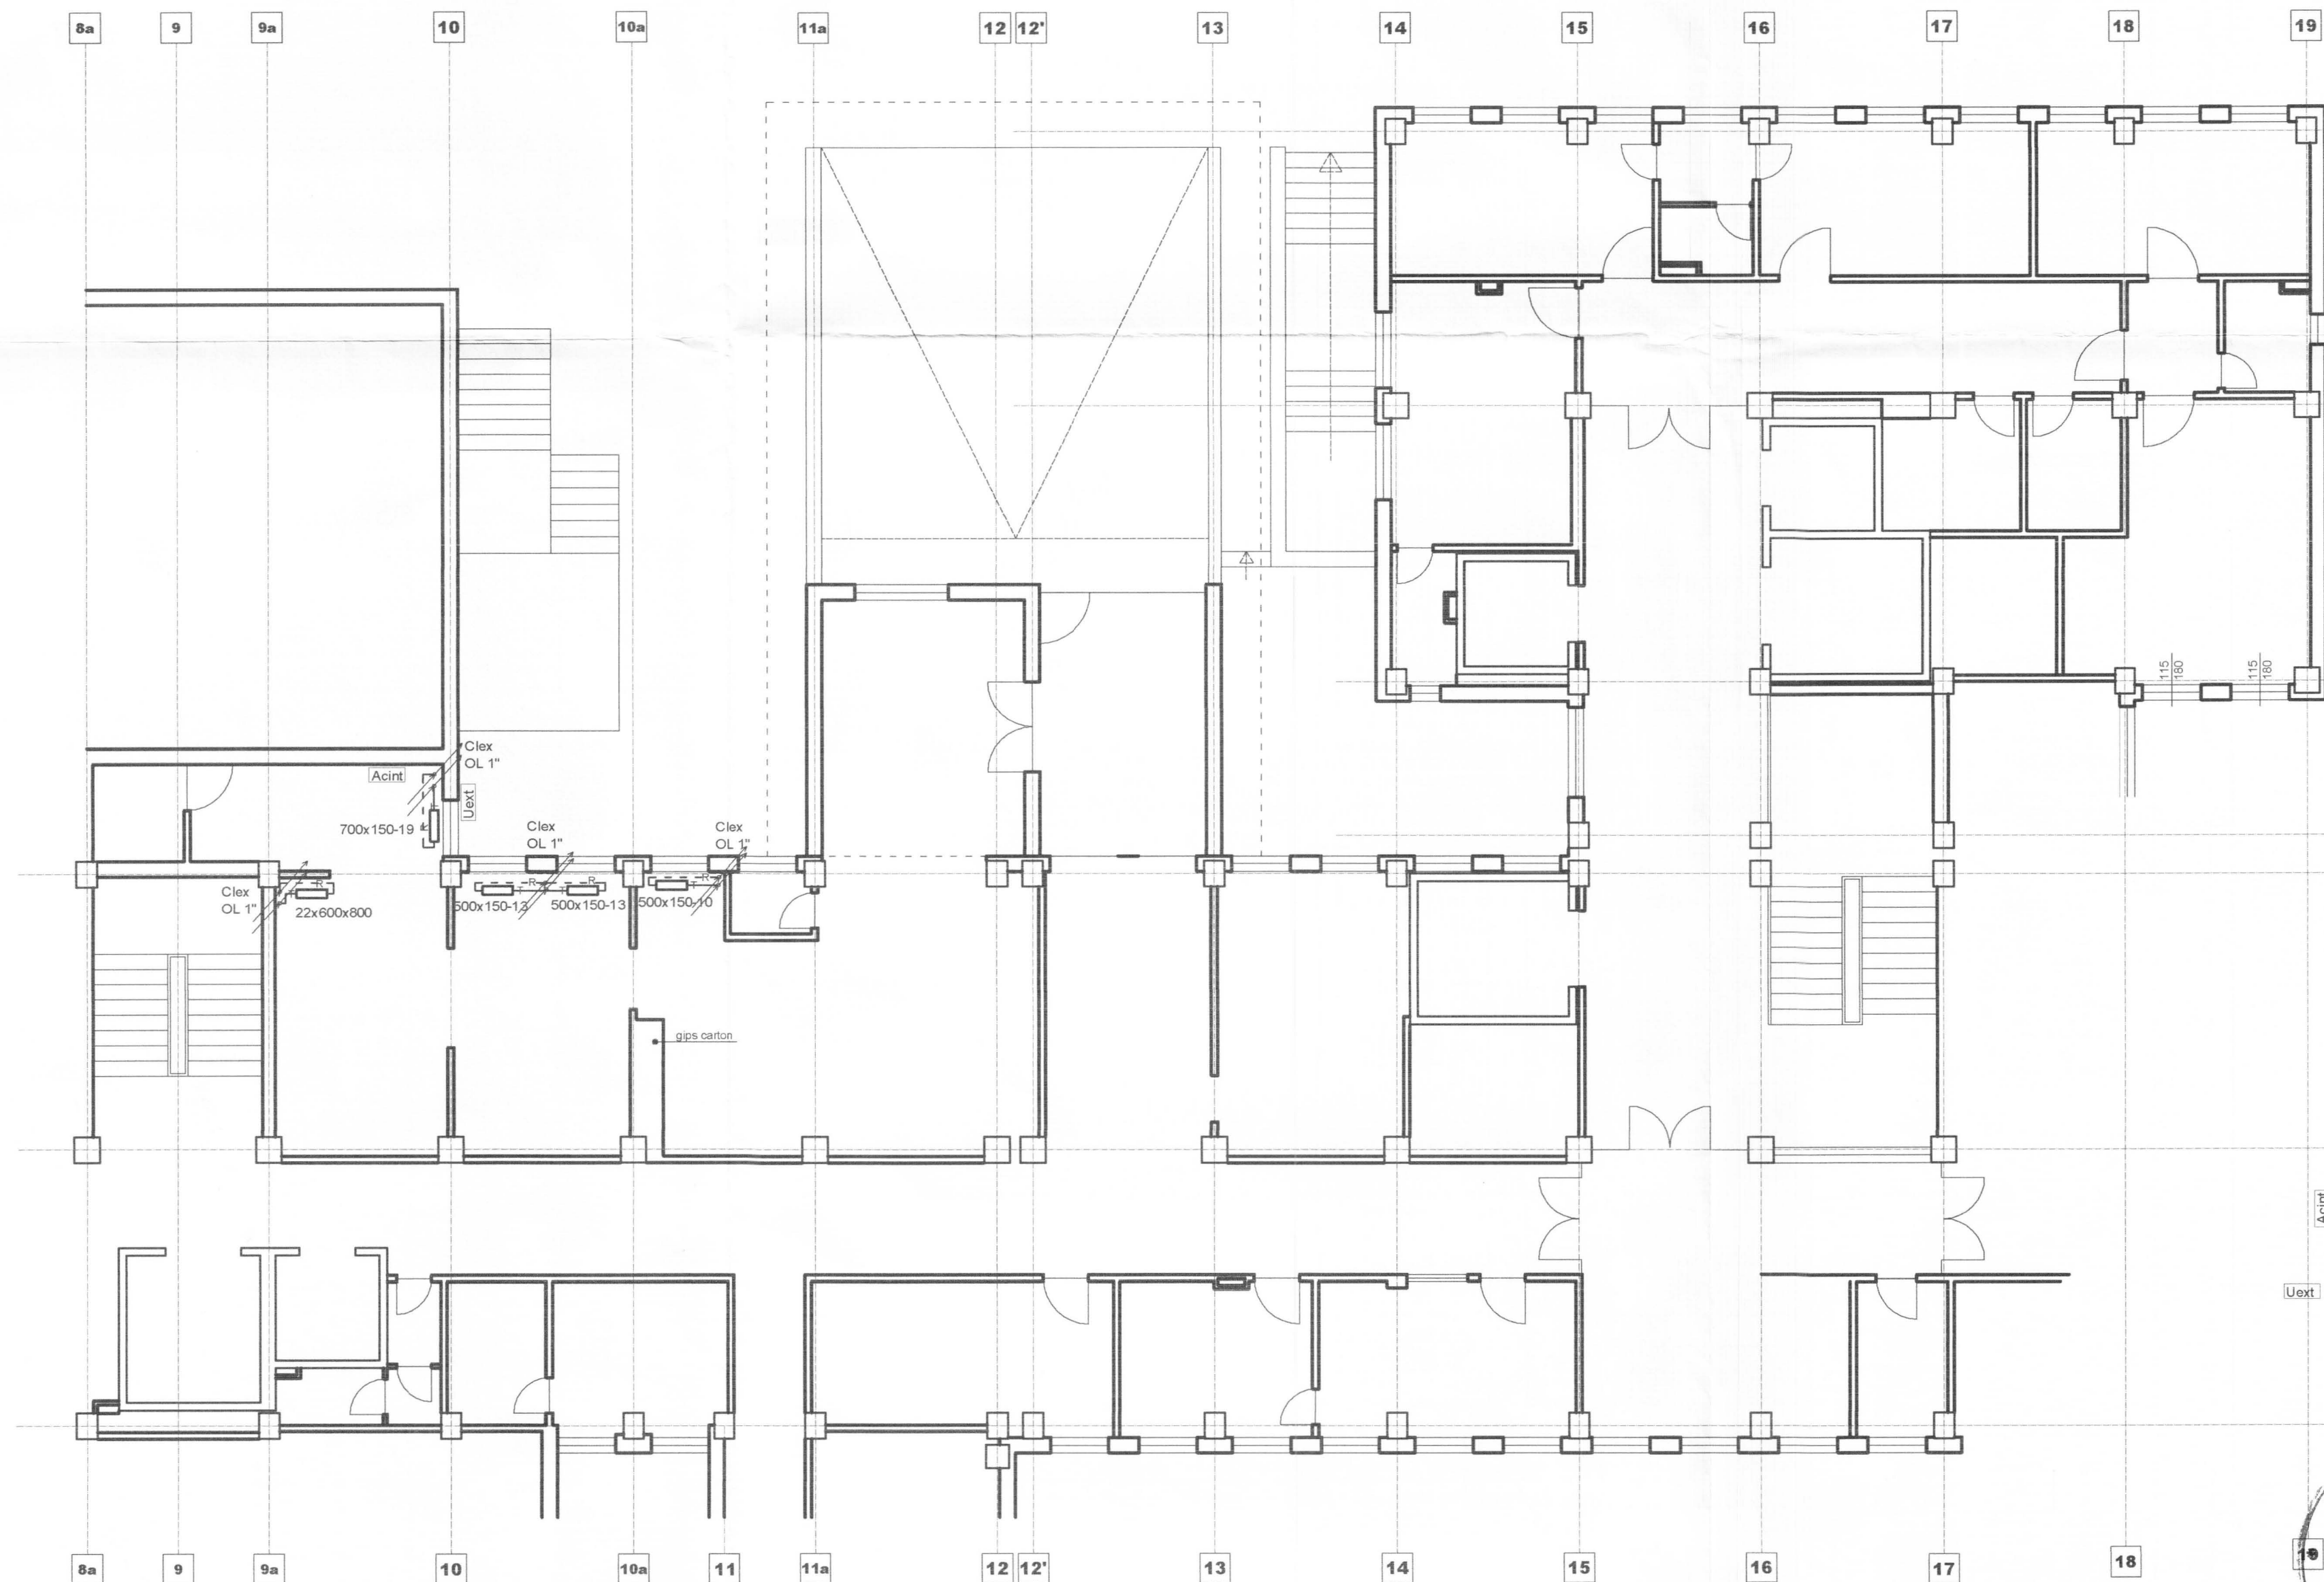 8a 9 9a 10 10a 11a 12 12' 13 14 15 16 17 18 19
115
180
115
180
Clex
OL 1"
Acint
Uext
700x150-19
Clex
OL 1"
Clex
OL 1"
Clex
OL 1"
R
T
22x600x800
R
T
R
T
500x150-13
500x150-13
R
T
500x150-10
gips carton
Acint
Uext
8a 9 9a 10 10a 11 11a 12 12' 13 14 15 16 17 18